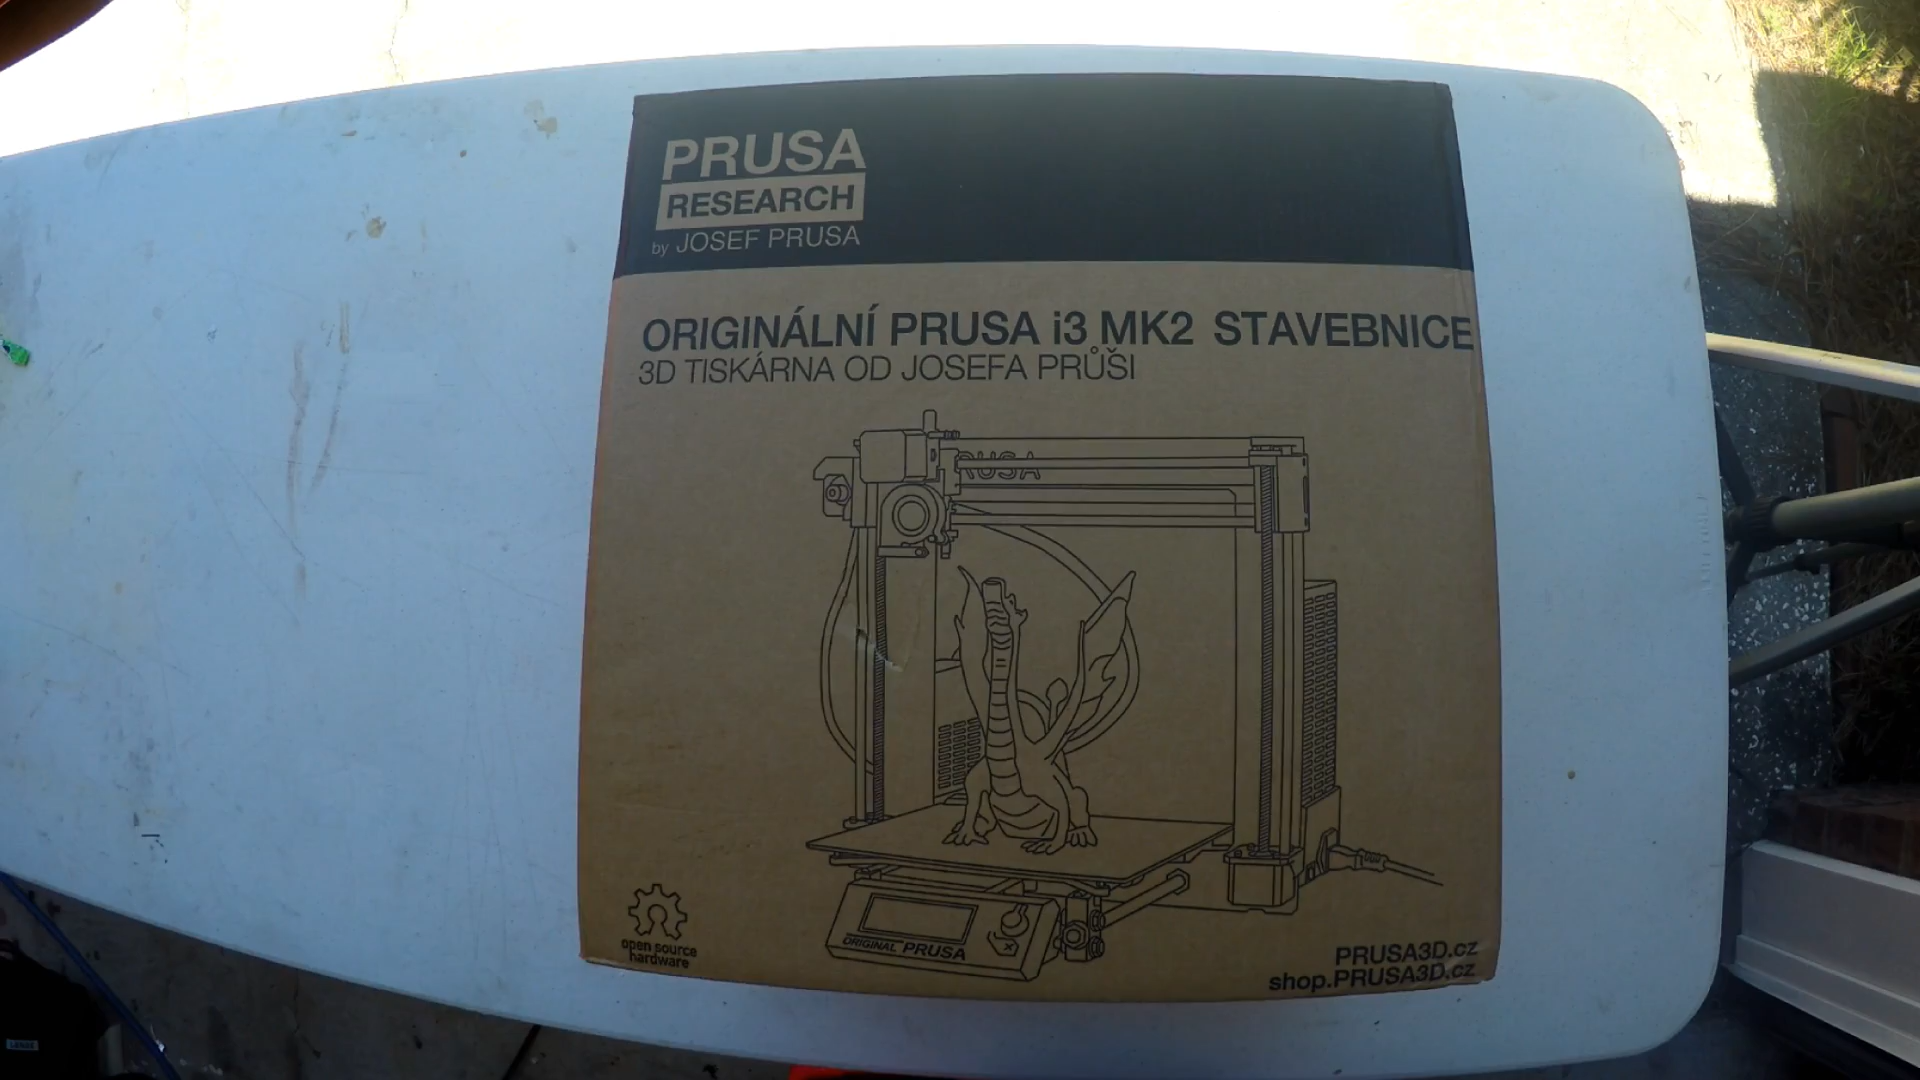 PRUSA
RESEARCH
by JOSEF PRUSA
ORIGINÁLNÍ PRUSA i3 MK2 STAVEBNICE
3D TISKÁRNA OD JOSEFA PRŮŠI
RUSA
ORIGINAL PRUSA
open source
hardware
PRUSA3D.cz
shop.PRUSA3D.cz